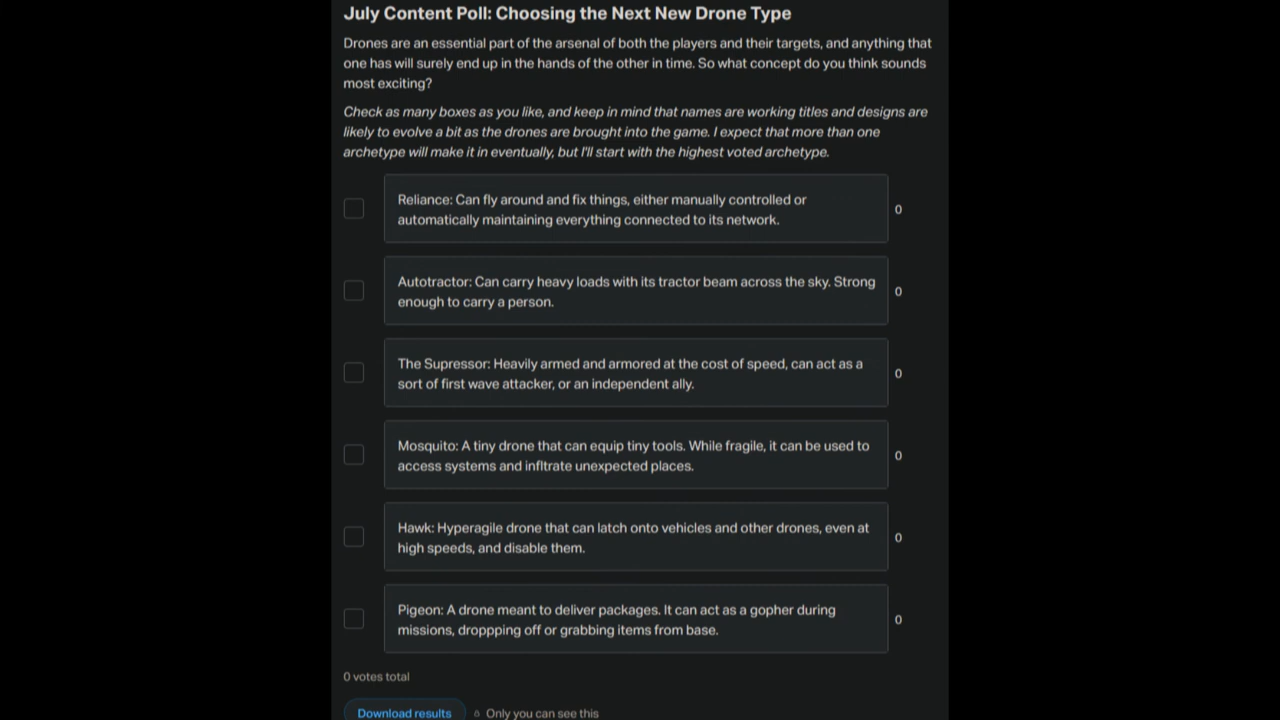 July Content Poll: Choosing the Next New Drone Type
Drones are an essential part of the arsenal of both the players and their targets, and anything that
one has will surely end up in the hands of the other in time. So what concept do you think sounds
most exciting?
Check as many boxes as you like, and keep in mind that names are working titles and designs are
likely to evolve a bit as the drones are brought into the game. I expect that more than one
archetype will make it in eventually, but I'll start with the highest voted archetype.
Reliance: Can fly around and fix things, either manually controlled or
automatically maintaining everything connected to its network.
0
Autotractor: Can carry heavy loads with its tractor beam across the sky. Strong
enough to carry a person.
0
The Supressor: Heavily armed and armored at the cost of speed, can act as a
sort of first wave attacker, or an independent ally.
0
Mosquito: A tiny drone that can equip tiny tools. While fragile, it can be used to
access systems and infltrate unexpected places.
0
Hawk: Hyperagile drone that can latch onto vehicles and other drones, even at
high speeds, and disable them.
0
Pigeon: A drone meant to deliver packages. It can act as a gopher during
missions, droppping off or grabbing items from base.
0
0 votes total
Download results
Only you can see this